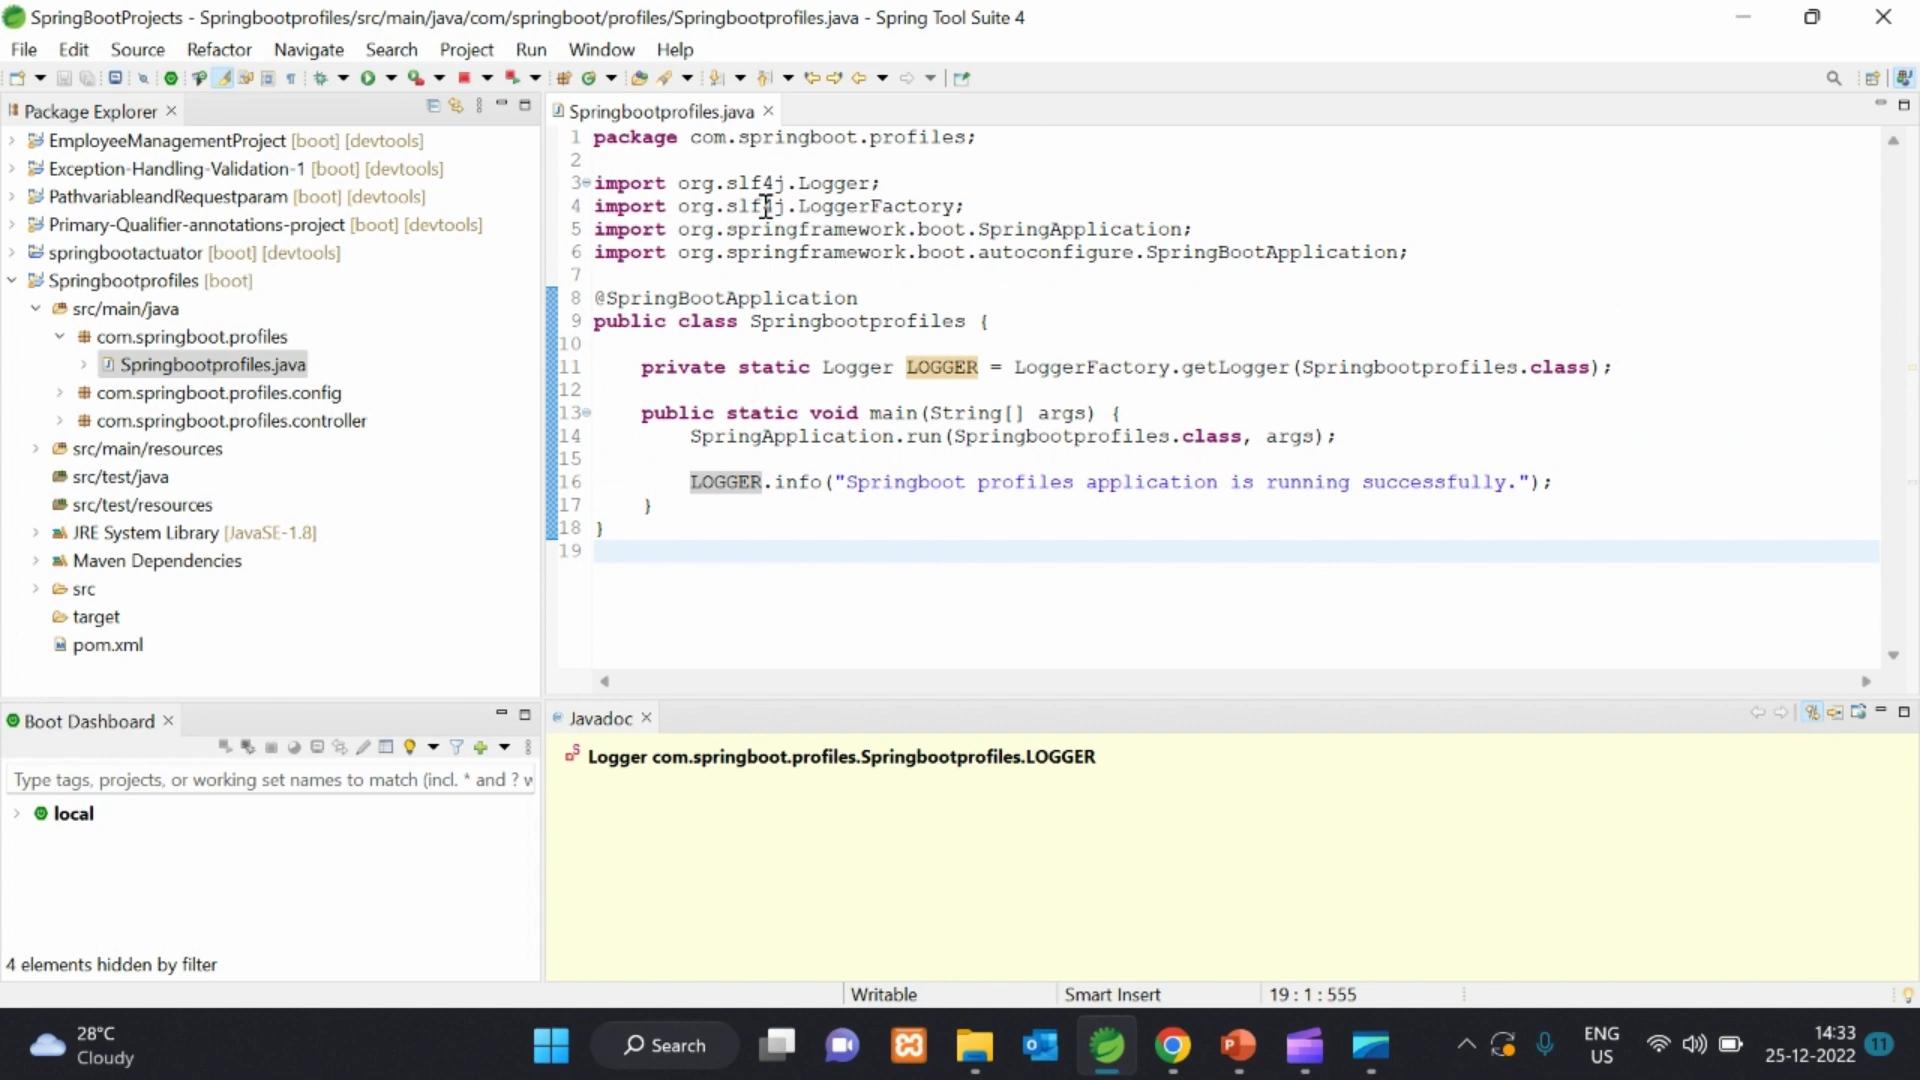 SpringBootProjects - Springbootprofiles/src/main/java/com/springboot/profiles/Springbootprofiles.java - Spring Tool Suite 4
File Edit Source Refactor Navigate Search Project Run Window Help
Package Explorer
EmployeeManagementProject [boot] [devtools]
Exception-Handling-Validation-1 [boot] [devtools]
PathvariableandRequestparam [boot] [devtools]
Primary-Qualifier-annotations-project [boot] [devtools]
springbootactuator [boot] [devtools]
Springbootprofiles [boot]
src/main/java
com.springboot.profiles
Springbootprofiles.java
com.springboot.profiles.config
com.springboot.profiles.controller
src/main/resources
src/test/java
src/test/resources
JRE System Library [JavaSE-1.8]
Maven Dependencies
src
target
pom.xml
Springbootprofiles.java
1 package com.springboot.profiles;
2
3 import org.slf4j.Logger;
4 import org.slf4j.LoggerFactory;
5 import org.springframework.boot.SpringApplication;
6 import org.springframework.boot.autoconfigure.SpringBootApplication;
7
8 @SpringBootApplication
9 public class Springbootprofiles {
10
11 private static Logger LOGGER = LoggerFactory.getLogger(Springbootprofiles.class);
12
13 public static void main(String[] args) {
14 SpringApplication.run(Springbootprofiles.class, args);
15
16 LOGGER.info("Springboot profiles application is running successfully.");
17 }
18 }
19
Boot Dashboard
Type tags, projects, or working set names to match (incl. * and ? w
local
4 elements hidden by filter
Javadoc
Logger com.springboot.profiles.Springbootprofiles.LOGGER
Writable Smart Insert 19 : 1 : 555
28°C
Cloudy
Search
ENG
US
14:33
25-12-2022
11